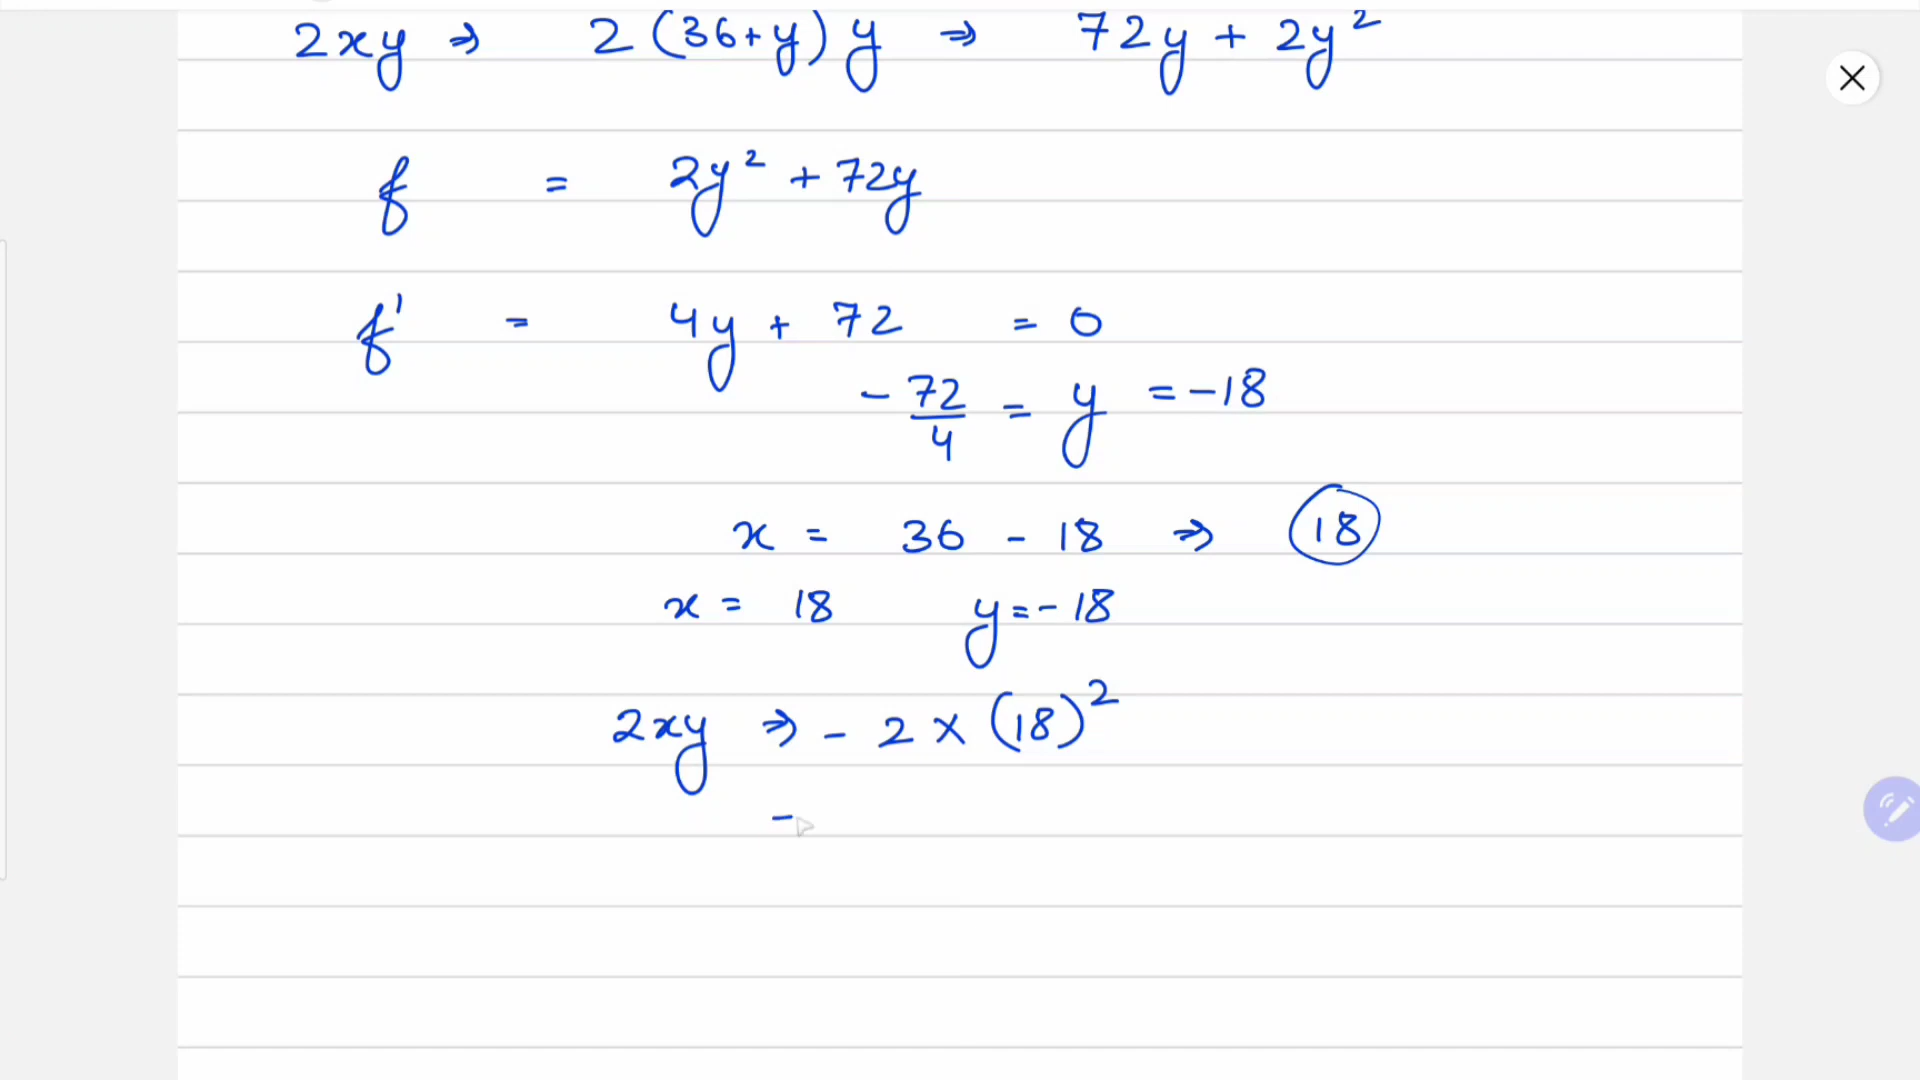 2xy ⇒ 2 (36+y) y ⇒ 72y + 2y²
f = 2y² + 72y
f' = 4y + 72 = 0
- 72/4 = y = -18
x = 36 - 18 ⇒ 18
x = 18 y = - 18
2xy ⇒ - 2 × (18)²
-